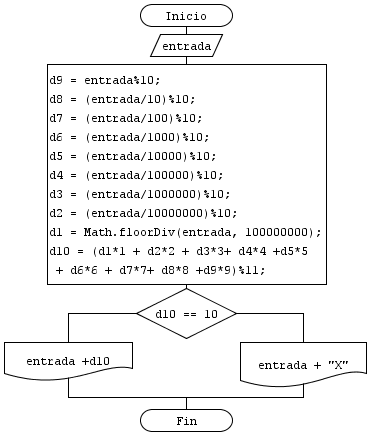 Inicio
entrada
d9 = entrada%10;
d8 = (entrada/10)%10;
d7 = (entrada/100)%10;
d6 = (entrada/1000)%10;
d5 = (entrada/10000)%10;
d4 = (entrada/100000)%10;
d3 = (entrada/1000000)%10;
d2 = (entrada/10000000)%10;
d1 = Math.floorDiv(entrada, 100000000);
d10 = (d1*1 + d2*2 + d3*3+ d4*4 +d5*5
+ d6*6 + d7*7+ d8*8 +d9*9)%11;
d10 == 10
entrada +d10
entrada + "X"
Fin